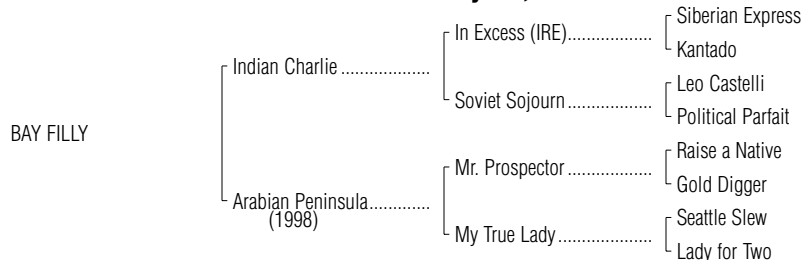 Siberian Express
In Excess (IRE)..................
Kantado
Indian Charlie ...................
Leo Castelli
Soviet Sojourn..................
Political Parfait
BAY FILLY
Raise a Native
Mr. Prospector ..................
Gold Digger
Arabian Peninsula.............
(1998)
Seattle Slew
My True Lady....................
Lady for Two